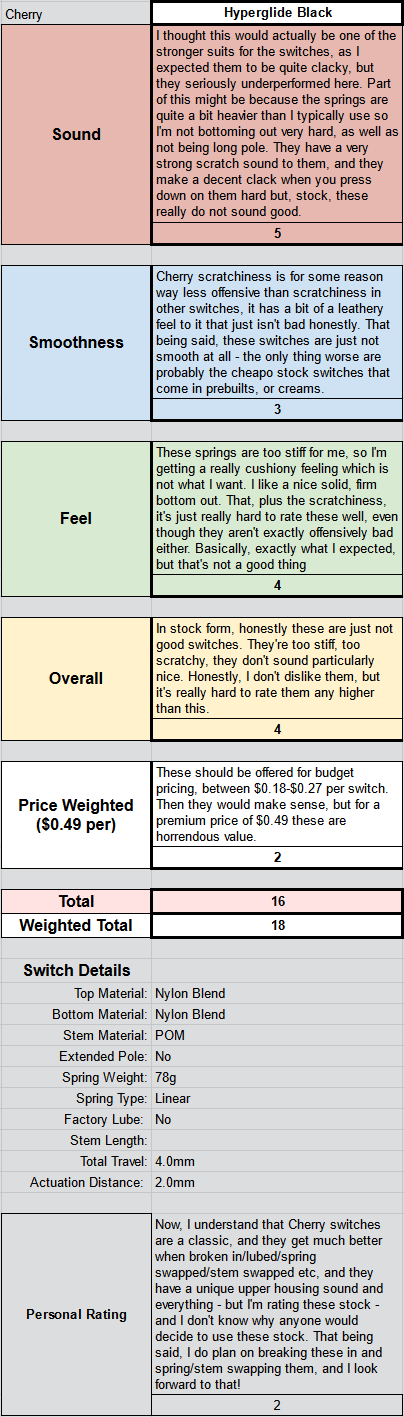 Cherry
Hyperglide Black
Sound
I thought this would actually be one of the
stronger suits for the switches, as I
expected them to be quite clacky, but
they seriously underperformed here. Part
of this might be because the springs are
quite a bit heavier than I typically use so
I'm not bottoming out very hard, as well as
not being long pole. They have a very
strong scratch sound to them, and they
make a decent clack when you press
down on them hard but, stock, these
really do not sound good.
5
Smoothness
Cherry scratchiness is for some reason
way less offensive than scratchiness in
other switches, it has a bit of a leathery
feel to it that just isn't bad honestly. That
being said, these switches are just not
smooth at all - the only thing worse are
probably the cheapo stock switches that
come in prebuilts, or creams.
3
Feel
These springs are too stiff for me, so I'm
getting a really cushiony feeling which is
not what I want. I like a nice solid, firm
bottom out. That, plus the scratchiness,
it's just really hard to rate these well, even
though they aren't exactly offensively bad
either. Basically, exactly what I expected,
but that's not a good thing
4
Overall
In stock form, honestly these are just not
good switches. They're too stiff, too
scratchy, they don't sound particularly
nice. Honestly, I don't dislike them, but
it's really hard to rate them any higher
than this.
4
Price Weighted
($0.49 per)
These should be offered for budget
pricing, between $0.18-$0.27 per switch.
Then they would make sense, but for a
premium price of $0.49 these are
horrendous value.
2
Total
16
Weighted Total
18
Switch Details
Top Material: Nylon Blend
Bottom Material: Nylon Blend
Stem Material: POM
Extended Pole: No
Spring Weight: 78g
Spring Type: Linear
Factory Lube: No
Stem Length:
Total Travel: 4.0mm
Actuation Distance: 2.0mm
Personal Rating
Now, I understand that Cherry switches
are a classic, and they get much better
when broken in/lubed/spring
swapped/stem swapped etc, and they
have a unique upper housing sound and
everything - but I'm rating these stock -
and I don't know why anyone would
decide to use these stock. That being
said, I do plan on breaking these in and
spring/stem swapping them, and I look
forward to that!
2